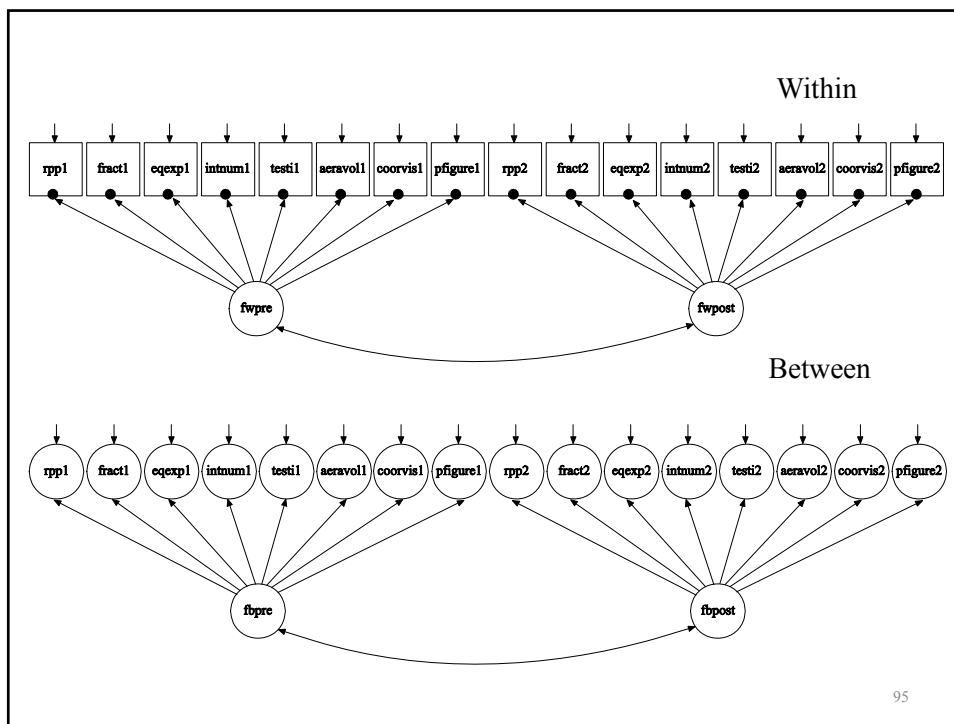 Within
rpp1 fract1 eqexp1 intnum1 testi1 aeravol1 coorvis1 pfigure1 rpp2 fract2 eqexp2 intnum2 testi2 aeravol2 coorvis2 pfigure2
fwpre fwpost
Between
rpp1 fract1 eqexp1 intnum1 testi1 aeravol1 coorvis1 pfigure1 rpp2 fract2 eqexp2 intnum2 testi2 aeravol2 coorvis2 pfigure2
fbpre fbpost
95